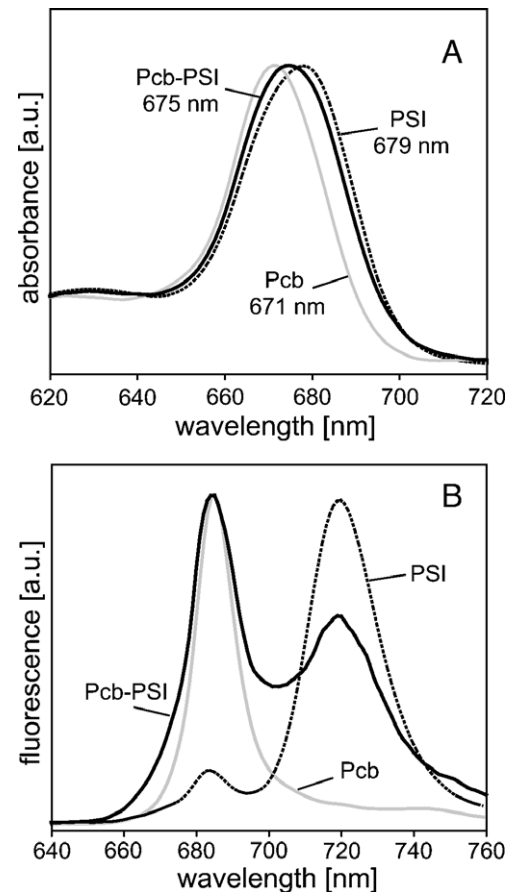 A
Pcb-PSI
675 nm
PSI
679 nm
Pcb
671 nm
absorbance [a.u.]
620 640 660 680 700 720
wavelength [nm]
B
PSI
Pcb-PSI
Pcb
fluorescence [a.u.]
640 660 680 700 720 740 760
wavelength [nm]